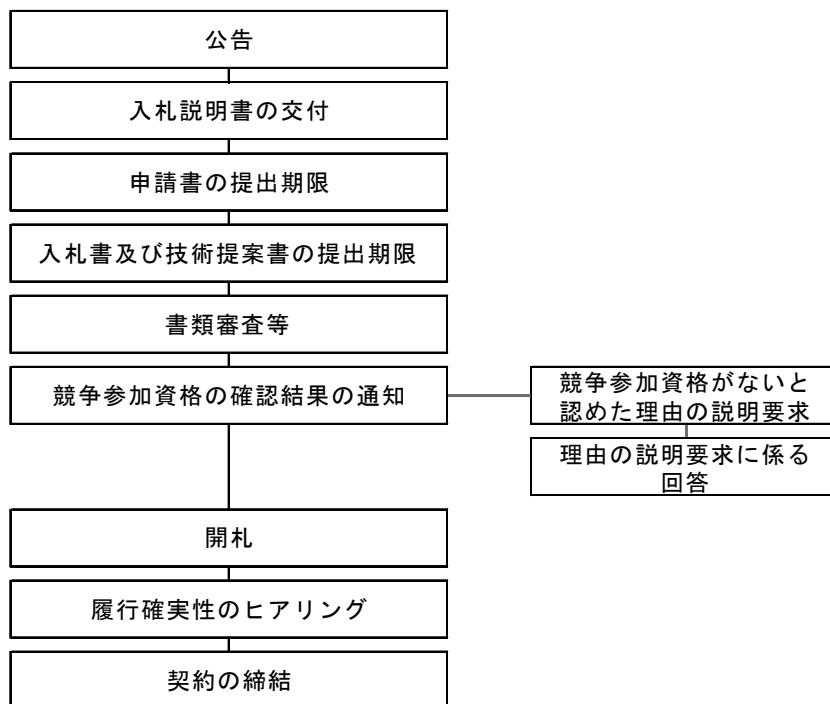 公告
入札説明書の交付
申請書の提出期限
入札書及び技術提案書の提出期限
書類審査等
競争参加資格の確認結果の通知
競争参加資格がないと
認めた理由の説明要求
理由の説明要求に係る
回答
開札
履行確実性のヒアリング
契約の締結